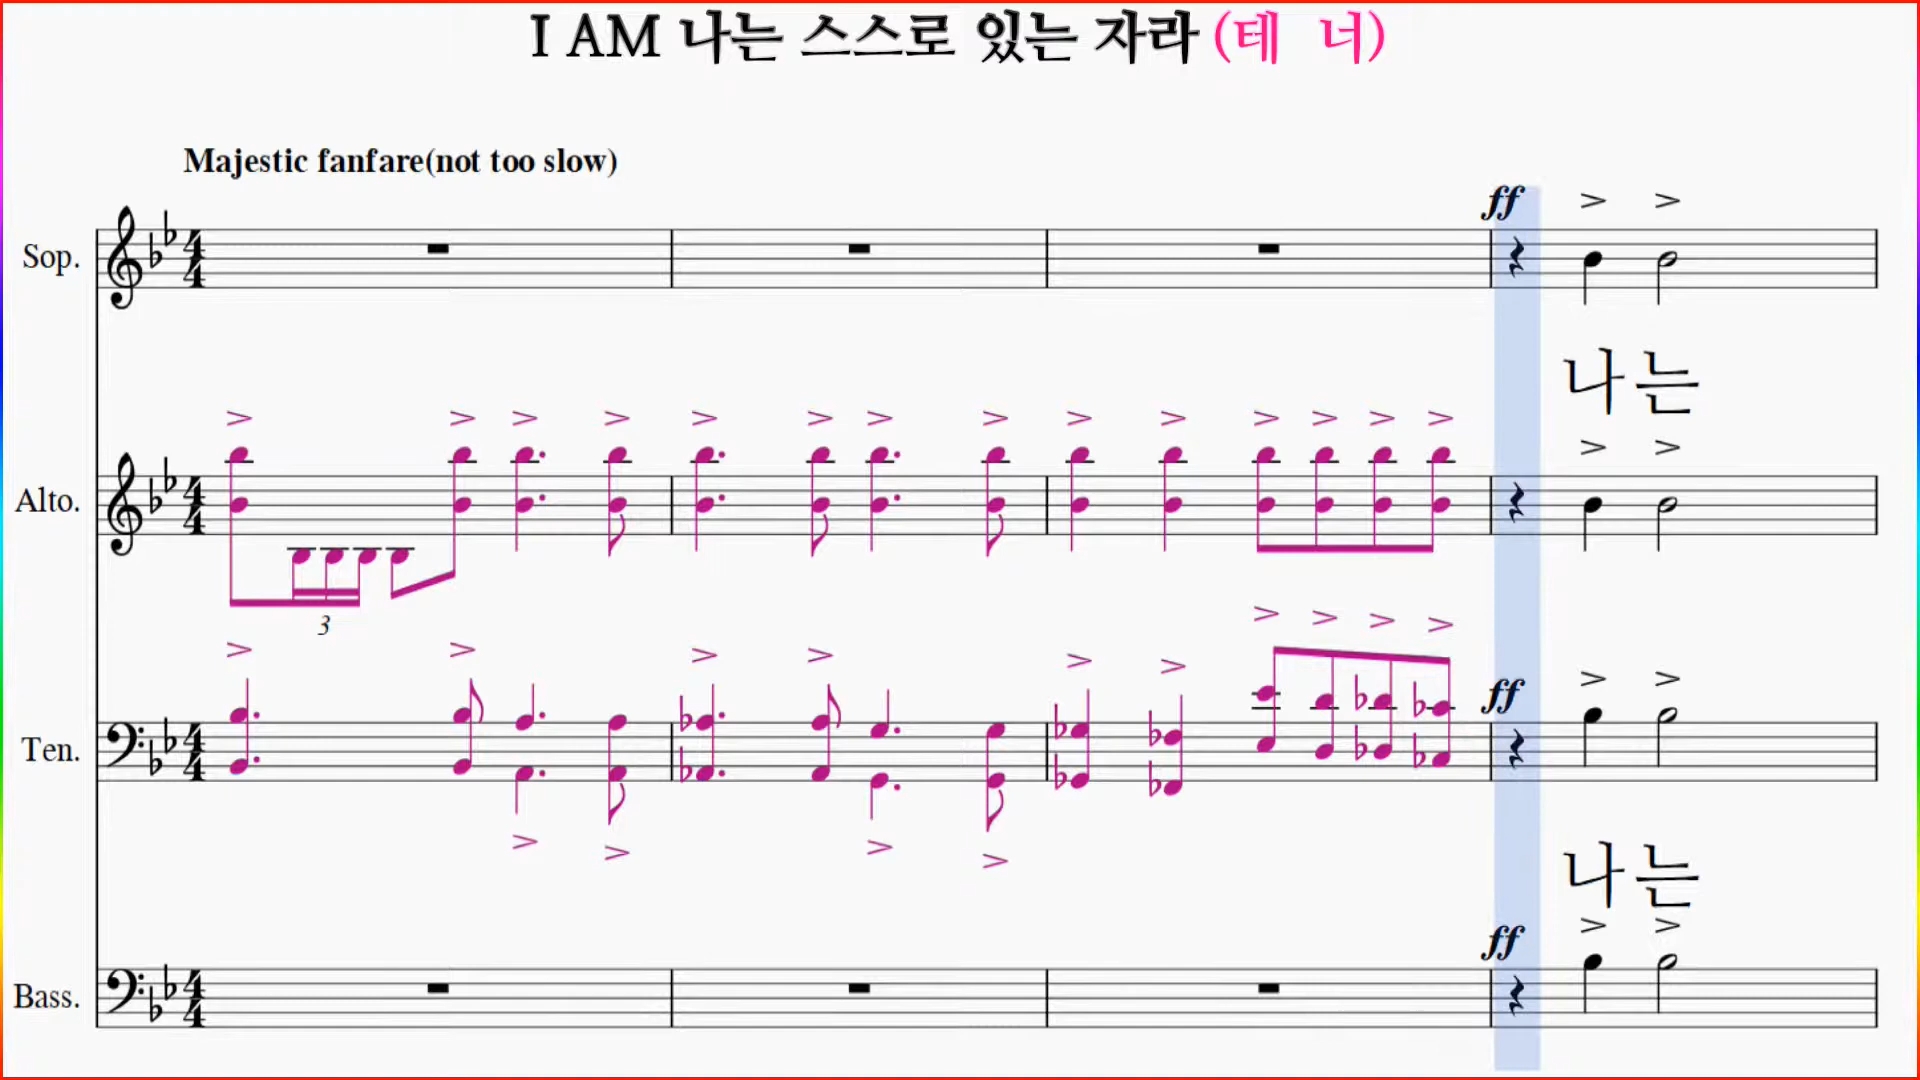 I AM 나는 스스로 있는 자라 (테 너)
Majestic fanfare(not too slow)
ff
Sop.
나 는
Alto.
3
ff
Ten.
나 는
ff
Bass.